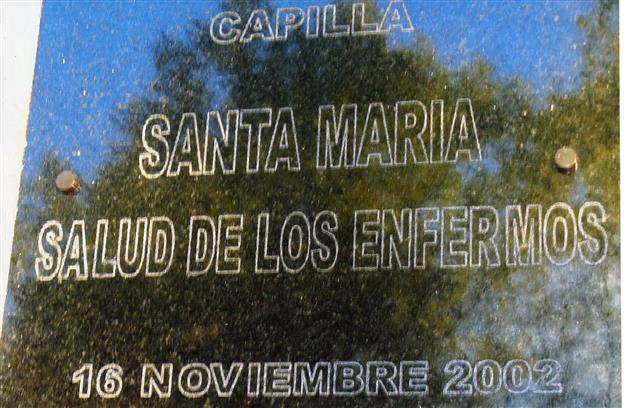 CAPILLA
SANTA MARIA
SALUD DE LOS ENFERMOS
16 NOVIEMBRE 2002